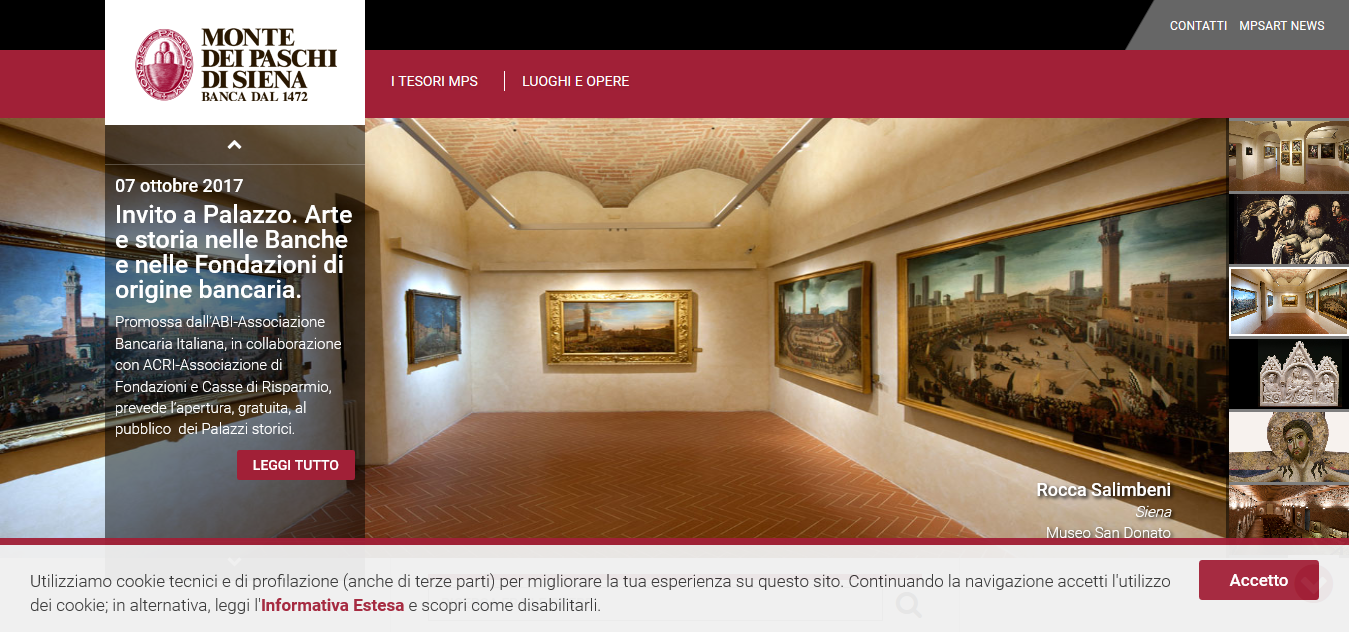 CONTATTI MPSART NEWS
MONTIS PASCVORVM
MONTE
DEI PASCHI
DI SIENA
BANCA DAL 1472
I TESORI MPS
LUOGHI E OPERE
07 ottobre 2017
Invito a Palazzo. Arte
e storia nelle Banche
e nelle Fondazioni di
origine bancaria.
Promossa dall'ABI-Associazione
Bancaria Italiana, in collaborazione
con ACRI-Associazione di
Fondazioni e Casse di Risparmio,
prevede l'apertura, gratuita, al
pubblico dei Palazzi storici.
LEGGI TUTTO
Rocca Salimbeni
Siena
Museo San Donato
Utilizziamo cookie tecnici e di profilazione (anche di terze parti) per migliorare la tua esperienza su questo sito. Continuando la navigazione accetti l'utilizzo
dei cookie; in alternativa, leggi l'Informativa Estesa e scopri come disabilitarli.
Accetto